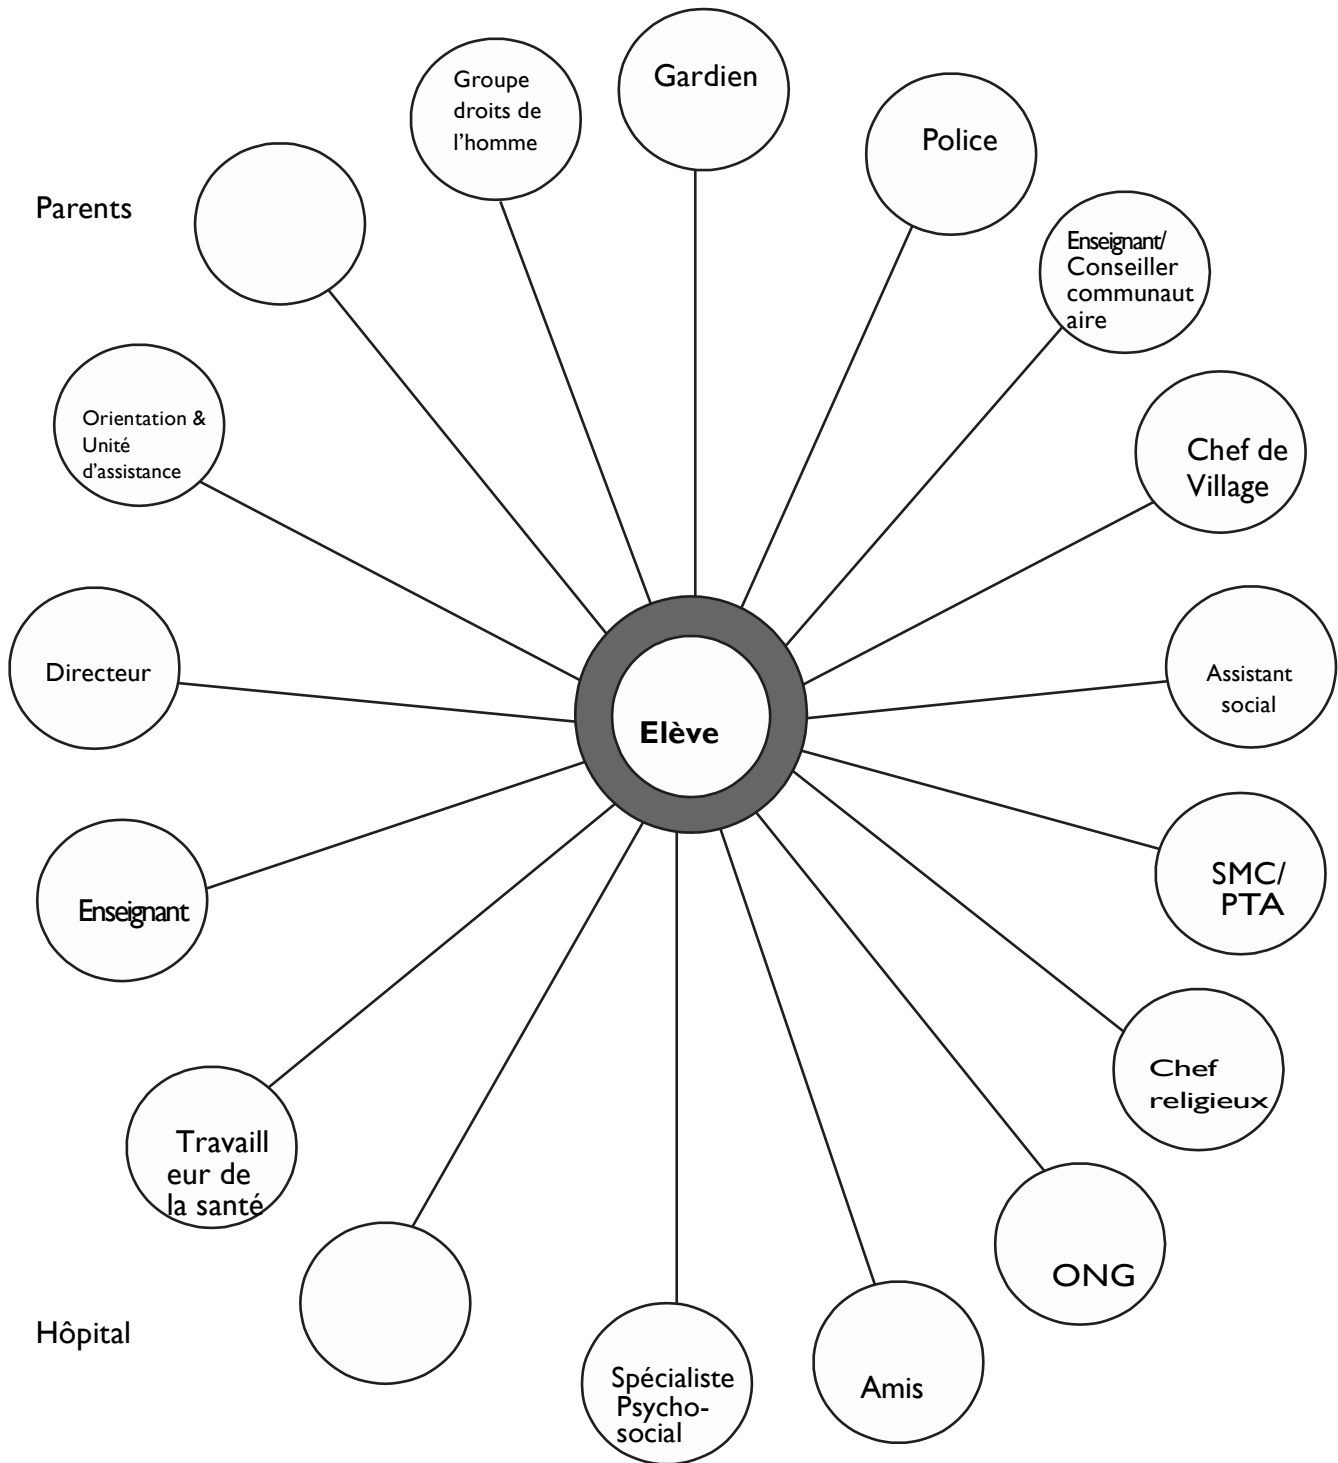 Groupe
droits de
l'homme
Gardien
Police
Parents
Enseignant/
Conseiller
communaut
aire
Orientation &
Unité
d'assistance
Chef de
Village
Directeur
Assistant
social
Elève
Enseignant
SMC/
PTA
Chef
religieux
Travaill
eur de
la santé
ONG
Hôpital
Spécialiste
Psycho-
social
Amis